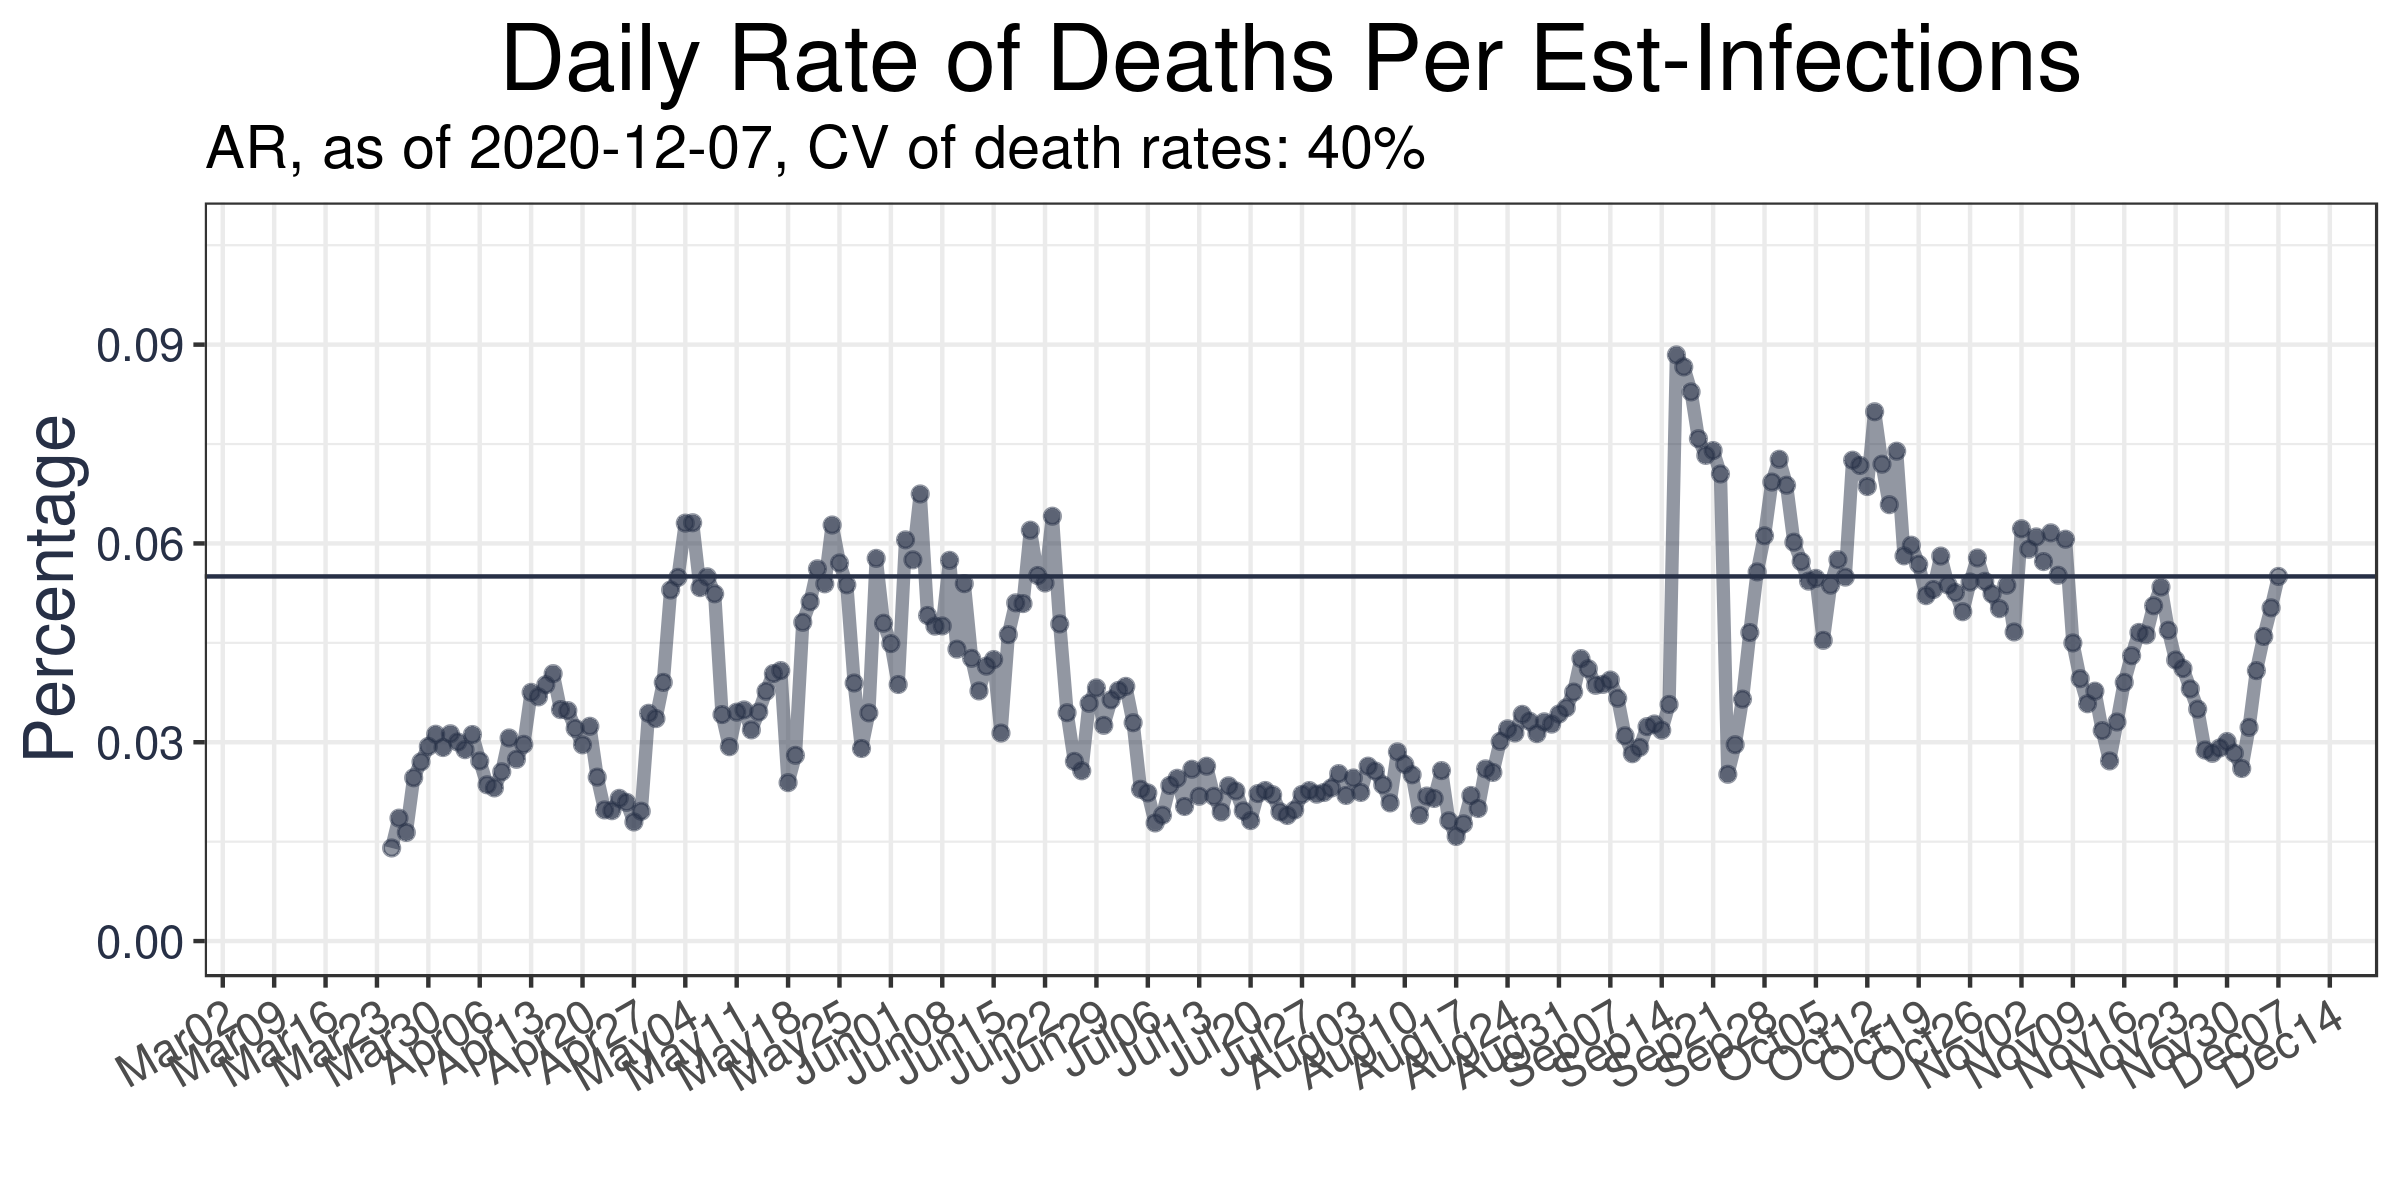 Daily Rate of Deaths Per Est-Infections
AR, as of 2020-12-07, CV of death rates: 40%
Percentage
0.09
0.06
0.03
0.00
Mar02
Mar09
Mar16
Mar23
Mar30
Apr06
Apr13
Apr20
Apr27
May04
May11
May18
May25
Jun01
Jun08
Jun15
Jun22
Jun29
Jul06
Jul13
Jul20
Jul27
Aug03
Aug10
Aug17
Aug24
Aug31
Sep07
Sep14
Sep21
Sep28
Oct05
Oct12
Oct19
Oct26
Nov02
Nov09
Nov16
Nov23
Nov30
Dec07
Dec14